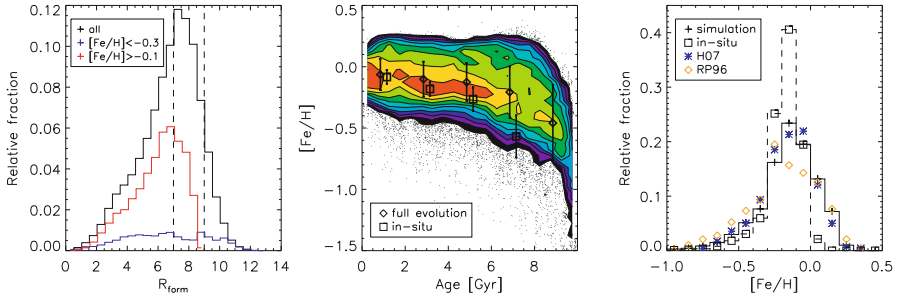 Relative fraction
0.12
0.10
0.08
0.06
0.04
0.02
0.00
all
[Fe/H]<−0.3
[Fe/H]>−0.1
0 2 4 6 8 10 12 14
R_form
[Fe/H]
0.5
0.0
−0.5
−1.0
−1.5
full evolution
in−situ
0 2 4 6 8
Age [Gyr]
Relative fraction
0.4
0.3
0.2
0.1
0.0
simulation
in−situ
H07
RP96
−1.0 −0.5 0.0 0.5
[Fe/H]